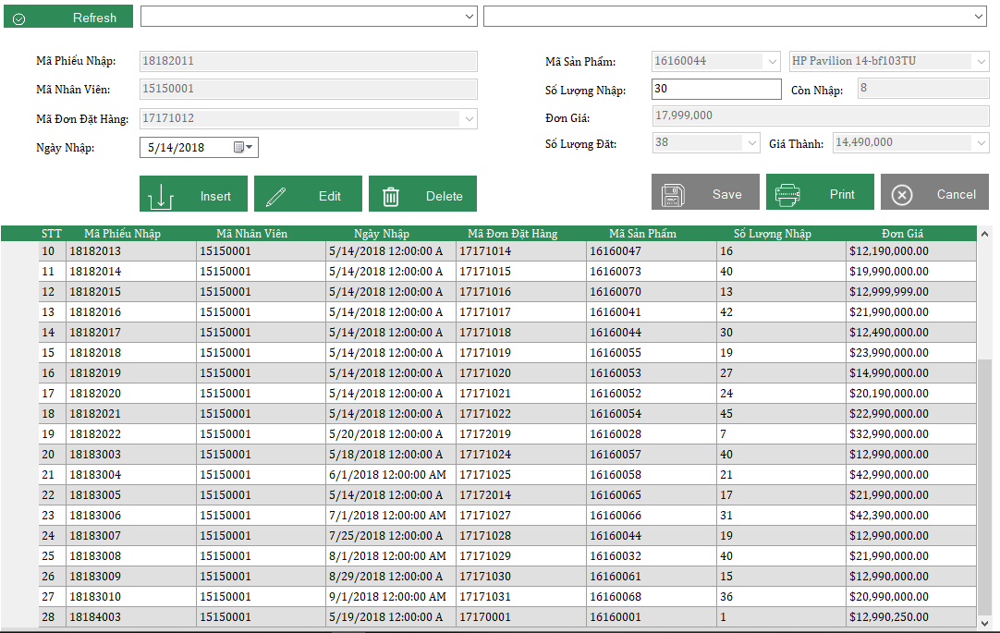 Refresh
Mã Phiếu Nhập: 18182011 Mã Sản Phẩm: 16160044 HP Pavilion 14-bf103TU
Mã Nhân Viên: 15150001 Số Lượng Nhập: 30 Còn Nhập: 8
Mã Đơn Đặt Hàng: 17171012 Đơn Giá: 17,999,000
Ngày Nhập: 5/14/2018 Số Lượng Đăt: 38 Giá Thành: 14,490,000
Insert Edit Delete Save Print Cancel
STT Mã Phiếu Nhập Mã Nhân Viên Ngày Nhập Mã Đơn Đặt Hàng Mã Sản Phẩm Số Lượng Nhập Đơn Giá
10 18182013 15150001 5/14/2018 12:00:00 A 17171014 16160047 16 $12,190,000.00
11 18182014 15150001 5/14/2018 12:00:00 A 17171015 16160073 40 $19,990,000.00
12 18182015 15150001 5/14/2018 12:00:00 A 17171016 16160070 13 $12,999,999.00
13 18182016 15150001 5/14/2018 12:00:00 A 17171017 16160041 42 $21,990,000.00
14 18182017 15150001 5/14/2018 12:00:00 A 17171018 16160044 30 $12,490,000.00
15 18182018 15150001 5/14/2018 12:00:00 A 17171019 16160055 19 $23,990,000.00
16 18182019 15150001 5/14/2018 12:00:00 A 17171020 16160053 27 $14,990,000.00
17 18182020 15150001 5/14/2018 12:00:00 A 17171021 16160052 24 $20,190,000.00
18 18182021 15150001 5/14/2018 12:00:00 A 17171022 16160054 45 $22,990,000.00
19 18182022 15150001 5/20/2018 12:00:00 A 17172019 16160028 7 $32,990,000.00
20 18183003 15150001 5/18/2018 12:00:00 A 17171024 16160057 40 $12,990,000.00
21 18183004 15150001 6/1/2018 12:00:00 AM 17171025 16160058 21 $42,990,000.00
22 18183005 15150001 5/14/2018 12:00:00 A 17172014 16160065 17 $21,990,000.00
23 18183006 15150001 7/1/2018 12:00:00 AM 17171027 16160066 31 $42,390,000.00
24 18183007 15150001 7/25/2018 12:00:00 A 17171028 16160044 19 $12,990,000.00
25 18183008 15150001 8/1/2018 12:00:00 AM 17171029 16160032 40 $21,990,000.00
26 18183009 15150001 8/29/2018 12:00:00 A 17171030 16160061 15 $12,990,000.00
27 18183010 15150001 9/1/2018 12:00:00 AM 17171031 16160068 36 $20,990,000.00
28 18184003 15150001 5/19/2018 12:00:00 A 17170001 16160001 1 $12,990,250.00